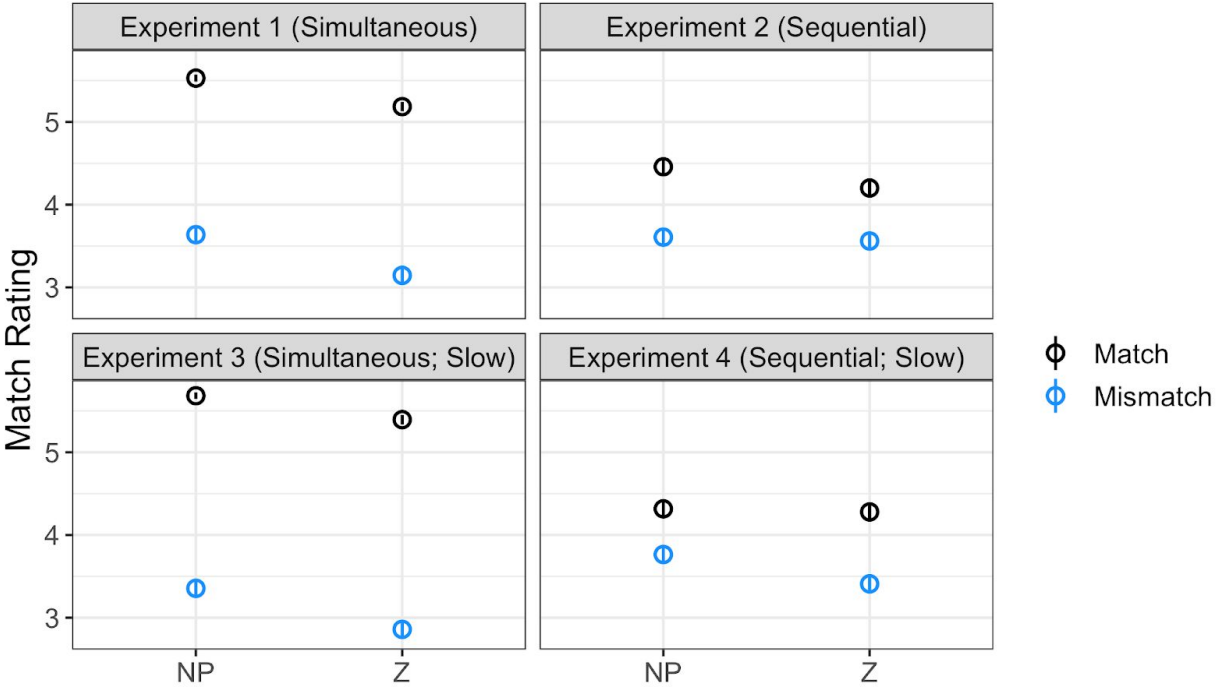 Experiment 1 (Simultaneous)
Experiment 2 (Sequential)
5
4
3
Experiment 3 (Simultaneous; Slow)
Experiment 4 (Sequential; Slow)
5
4
3
Match Rating
NP
Z
NP
Z
Match
Mismatch